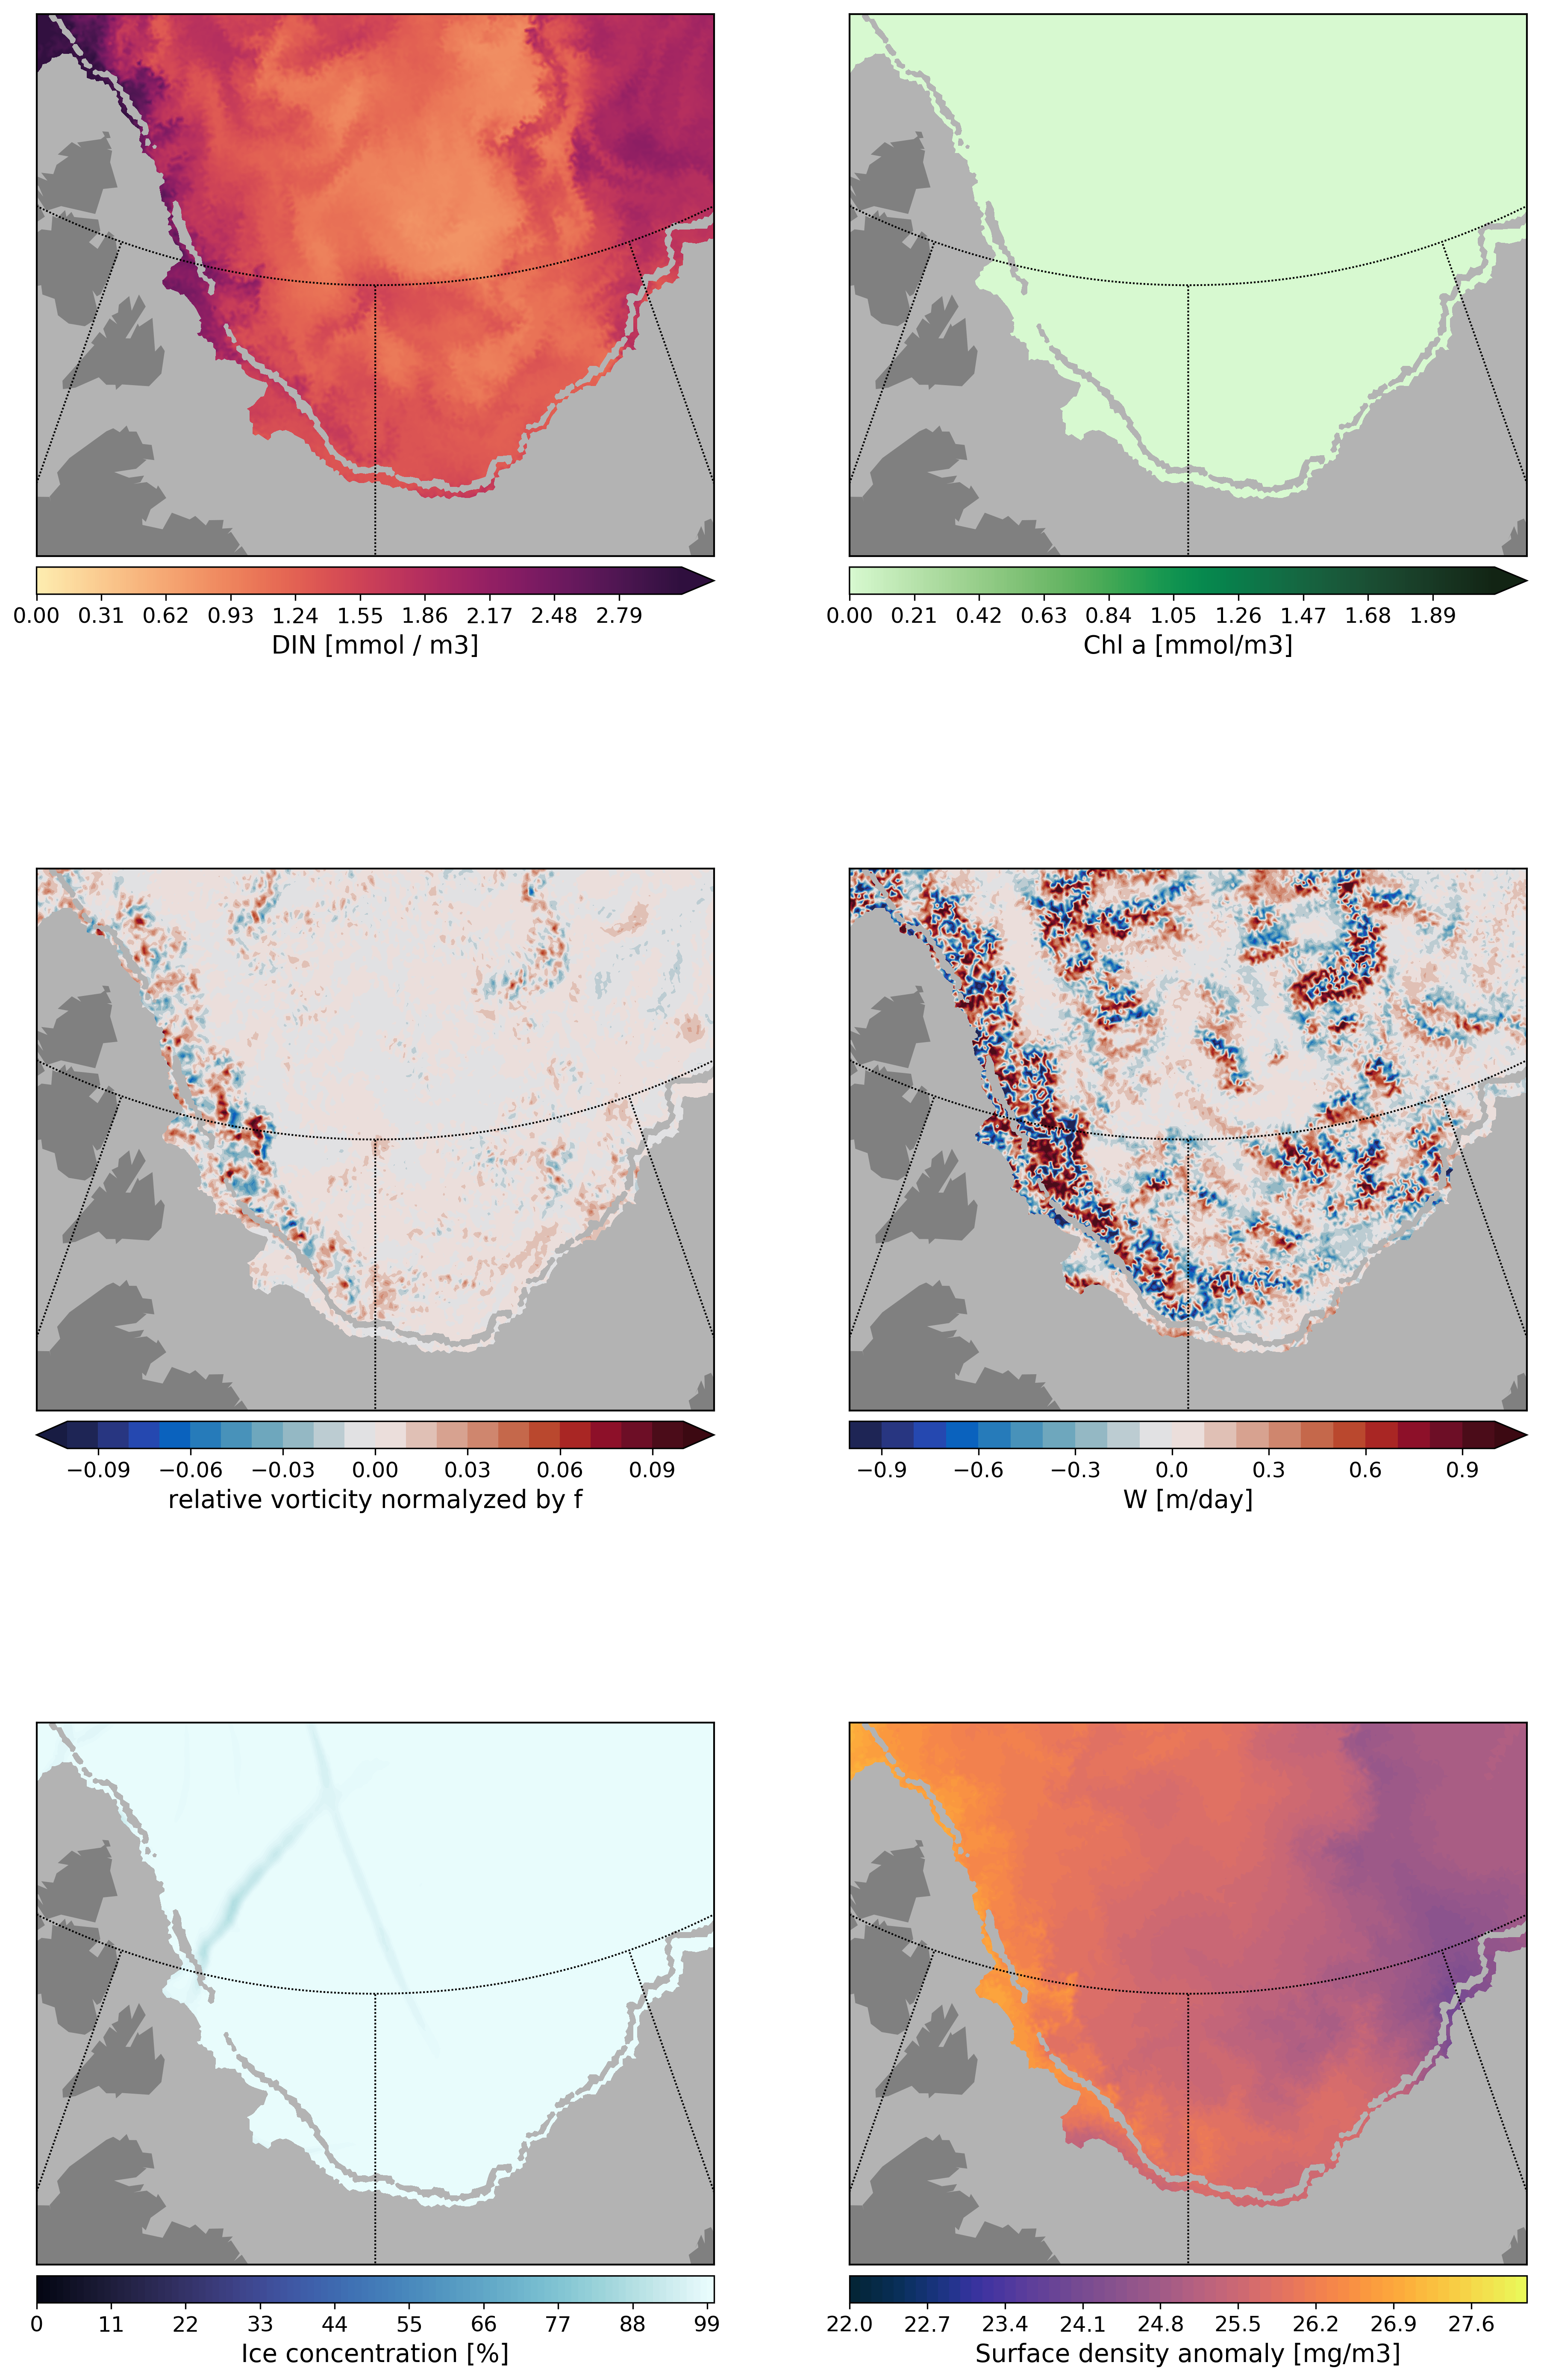 0.00 0.31 0.62 0.93 1.24 1.55 1.86 2.17 2.48 2.79
DIN [mmol / m3]
0.00 0.21 0.42 0.63 0.84 1.05 1.26 1.47 1.68 1.89
Chl a [mmol/m3]
−0.09 −0.06 −0.03 0.00 0.03 0.06 0.09
relative vorticity normalyzed by f
−0.9 −0.6 −0.3 0.0 0.3 0.6 0.9
W [m/day]
0 11 22 33 44 55 66 77 88 99
Ice concentration [%]
22.0 22.7 23.4 24.1 24.8 25.5 26.2 26.9 27.6
Surface density anomaly [mg/m3]